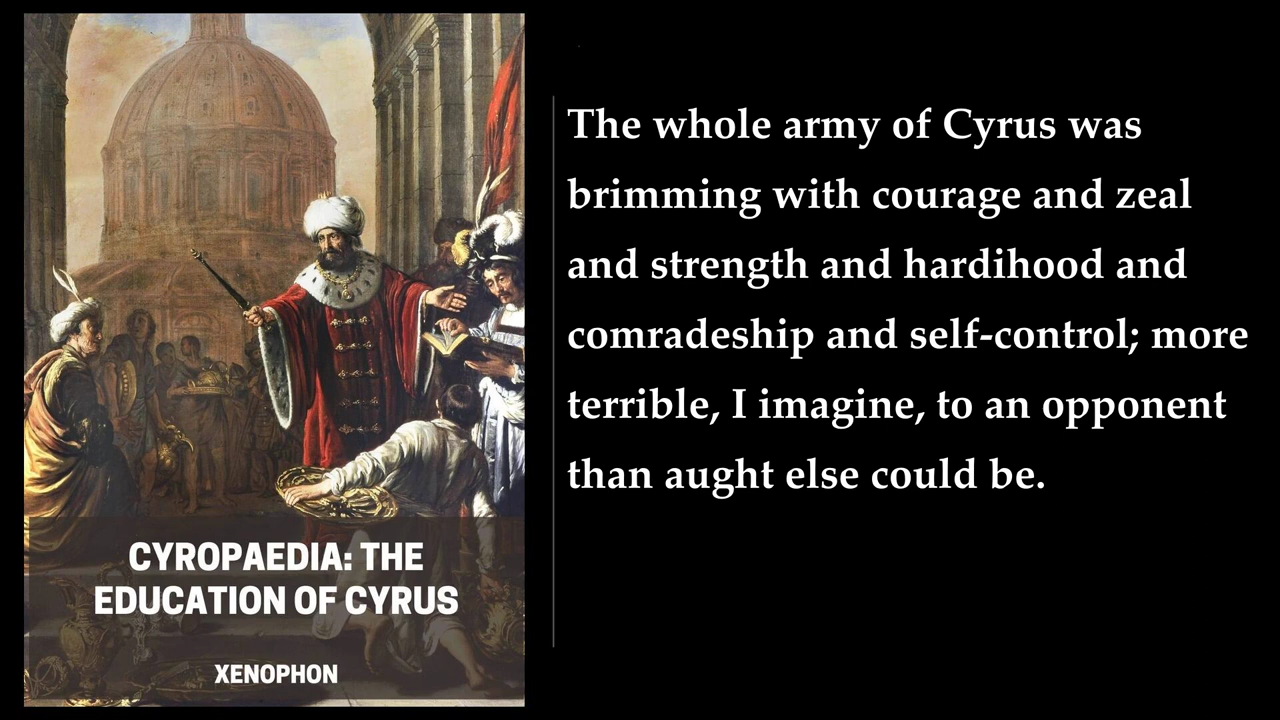 CYROPAEDIA: THE
EDUCATION OF CYRUS
XENOPHON
The whole army of Cyrus was
brimming with courage and zeal
and strength and hardihood and
comradeship and self-control; more
terrible, I imagine, to an opponent
than aught else could be.